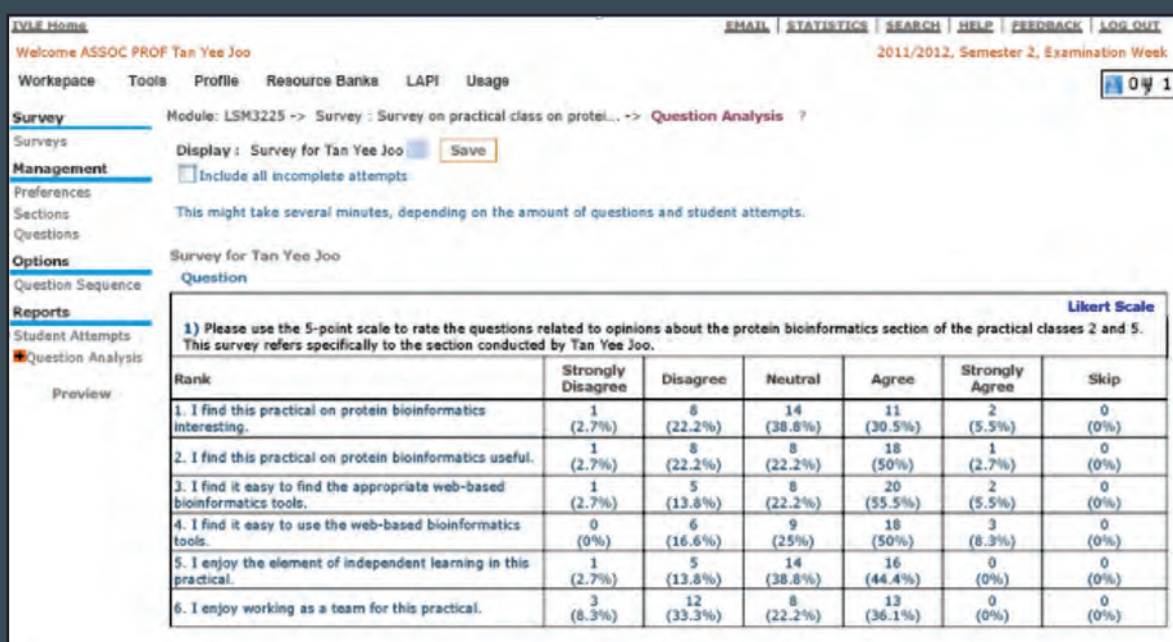 IVLE Home
EMAIL | STATISTICS | SEARCH | HELP | FEEDBACK | LOG OUT
Welcome ASSOC PROF Tan Yee Joo
2011/2012, Semester 2, Examination Week
Workspace Tools Profile Resource Banks LAPI Usage
Survey
Surveys
Management
Preferences
Sections
Questions
Options
Question Sequence
Reports
Student Attempts
Question Analysis
Preview
Module: LSM3225 -> Survey : Survey on practical class on protei... -> Question Analysis ?
Display : Survey for Tan Yee Joo Save
Include all incomplete attempts
This might take several minutes, depending on the amount of questions and student attempts.
Survey for Tan Yee Joo
Question
Likert Scale
1) Please use the 5-point scale to rate the questions related to opinions about the protein bioinformatics section of the practical classes 2 and 5.
This survey refers specifically to the section conducted by Tan Yee Joo.
Rank Strongly Disagree Disagree Neutral Agree Strongly Agree Skip
1. I find this practical on protein bioinformatics interesting. 1 (2.7%) 8 (22.2%) 14 (38.8%) 11 (30.5%) 2 (5.5%) 0 (0%)
2. I find this practical on protein bioinformatics useful. 1 (2.7%) 8 (22.2%) 8 (22.2%) 18 (50%) 1 (2.7%) 0 (0%)
3. I find it easy to find the appropriate web-based bioinformatics tools. 1 (2.7%) 5 (13.8%) 8 (22.2%) 20 (55.5%) 2 (5.5%) 0 (0%)
4. I find it easy to use the web-based bioinformatics tools. 0 (0%) 6 (16.6%) 9 (25%) 18 (50%) 3 (8.3%) 0 (0%)
5. I enjoy the element of independent learning in this practical. 1 (2.7%) 5 (13.8%) 14 (38.8%) 16 (44.4%) 0 (0%) 0 (0%)
6. I enjoy working as a team for this practical. 3 (8.3%) 12 (33.3%) 8 (22.2%) 13 (36.1%) 0 (0%) 0 (0%)